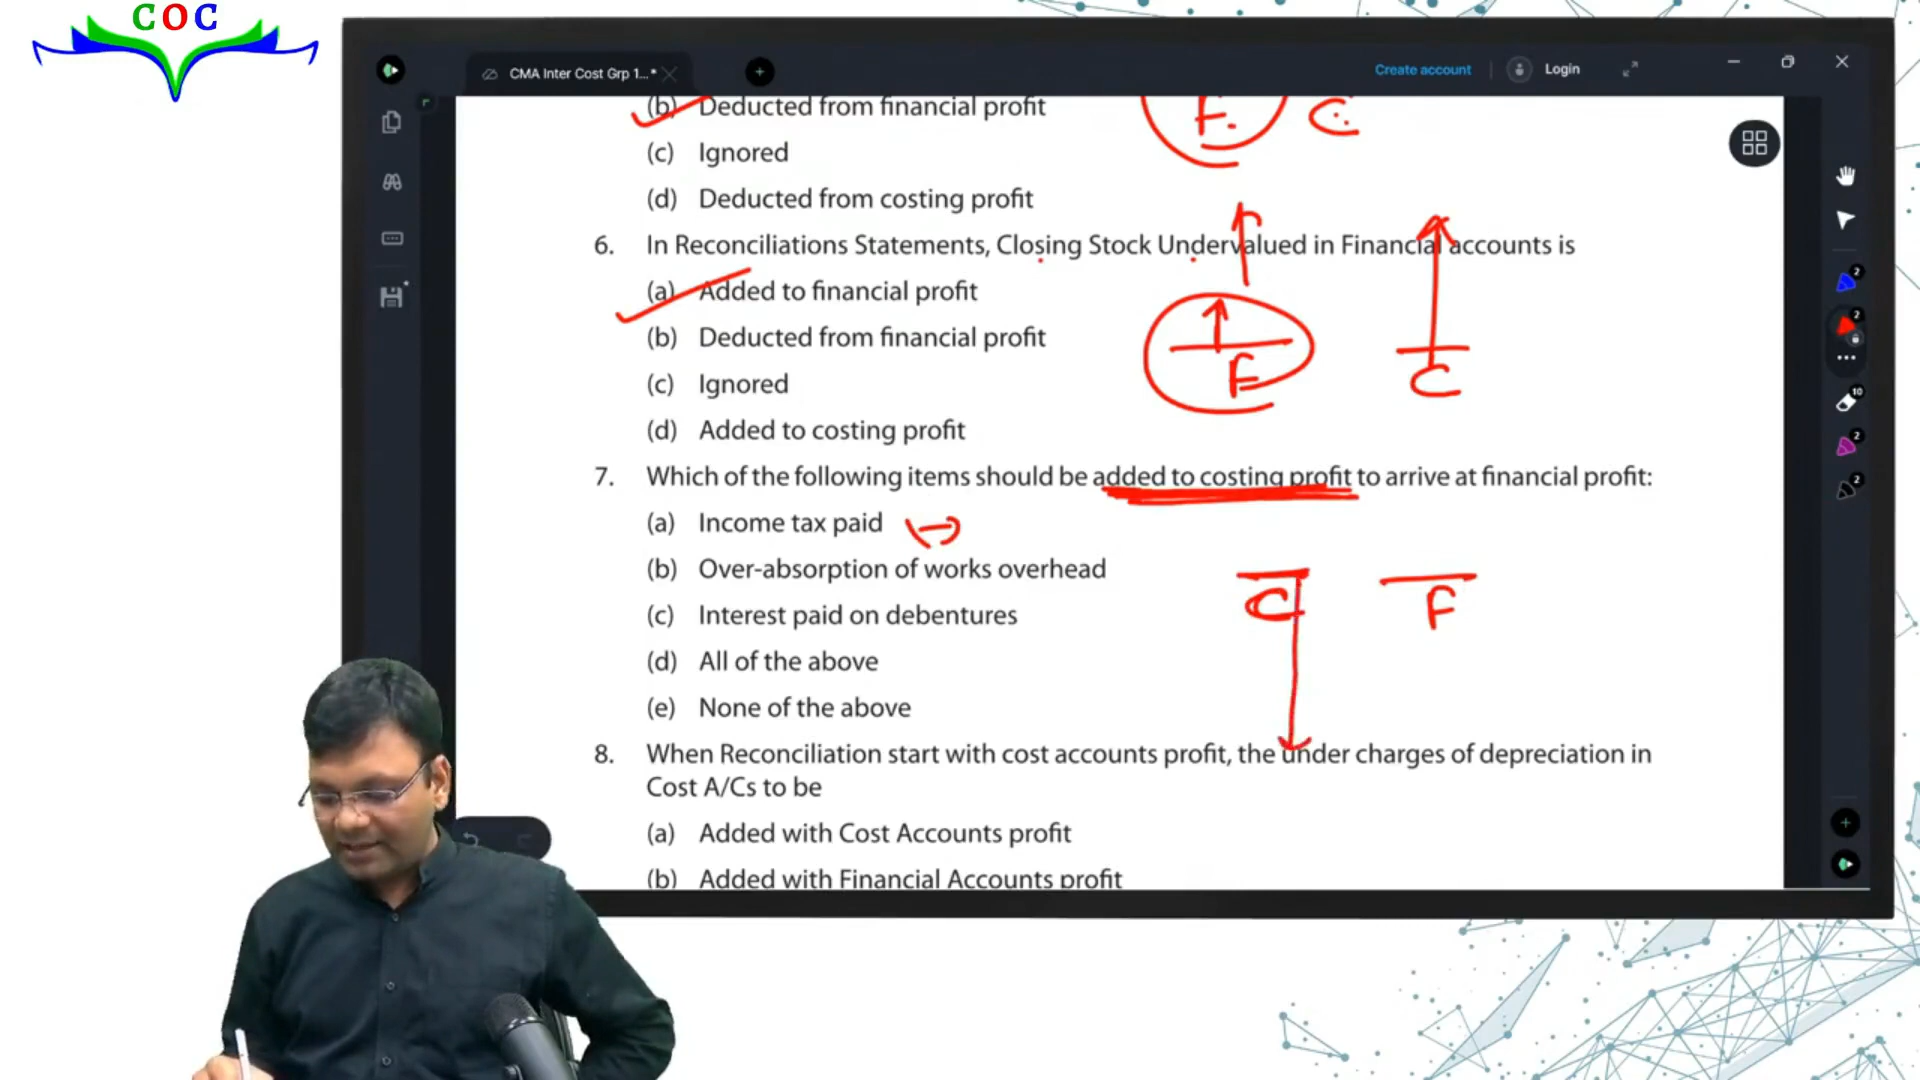 COC
CMA Inter Cost Grp 1...*
Create account
Login
(b) Deducted from financial profit
F.
C
(c) Ignored
(d) Deducted from costing profit
6. In Reconciliations Statements, Closing Stock Undervalued in Financial accounts is
(a) Added to financial profit
(b) Deducted from financial profit
F
C
(c) Ignored
(d) Added to costing profit
7. Which of the following items should be added to costing profit to arrive at financial profit:
(a) Income tax paid (-)
(b) Over-absorption of works overhead
C
F
(c) Interest paid on debentures
(d) All of the above
(e) None of the above
8. When Reconciliation start with cost accounts profit, the under charges of depreciation in
Cost A/Cs to be
(a) Added with Cost Accounts profit
(b) Added with Financial Accounts profit
2
2
10
2
2